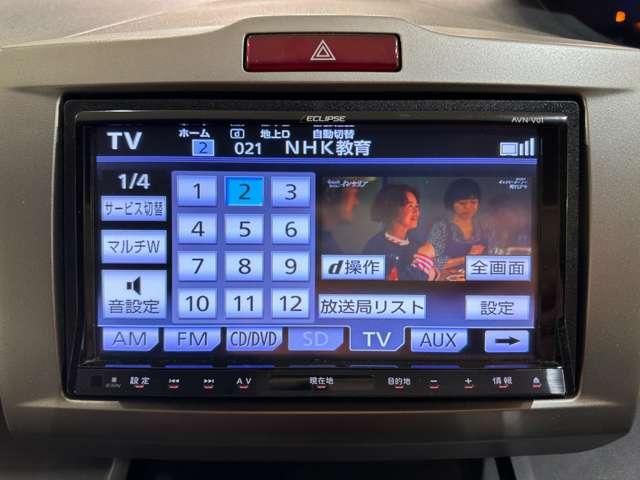 ECLIPSE AVN-V01
TV ホーム d 地上D 自動切替
2 021 NHK教育
1/4
サービス切替
マルチW
音設定
1 2 3
4 5 6
7 8 9
10 11 12
d操作 全画面
放送局リスト 設定
AM FM CD/DVD SD TV AUX
設定 AV 現在地 目的地 − + 情報